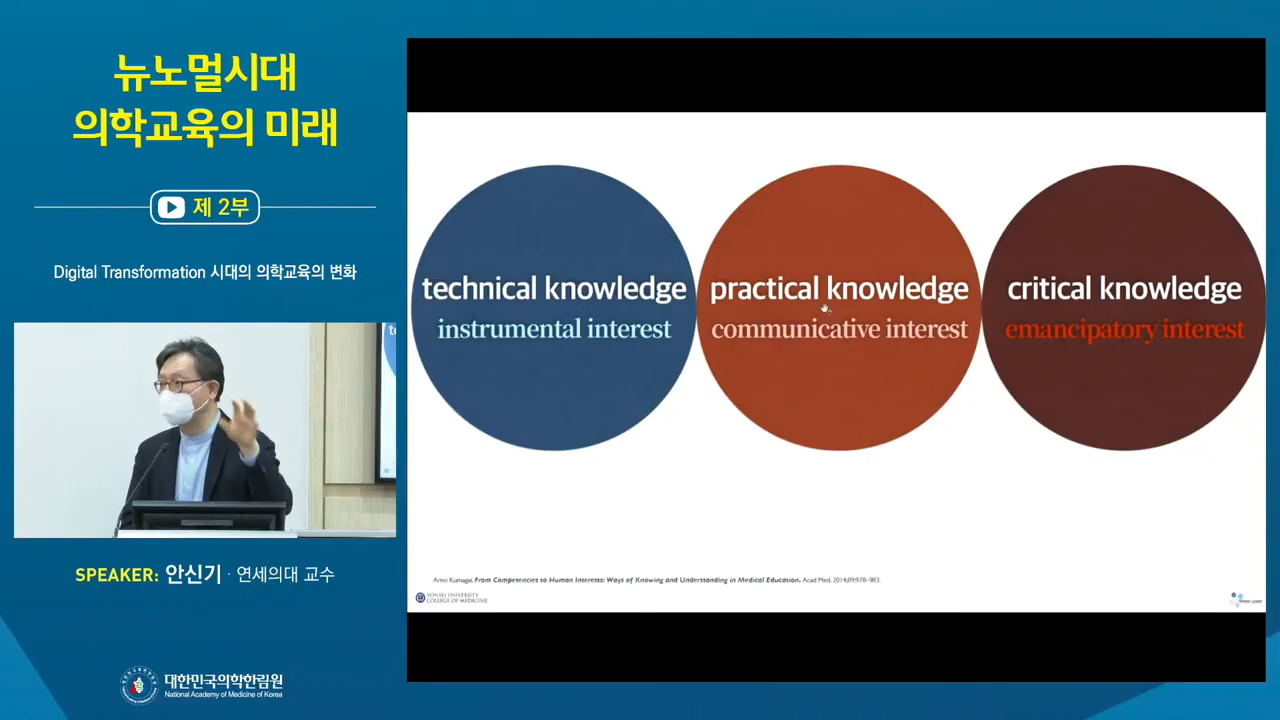 뉴노멀시대
의학교육의 미래
제 2부
Digital Transformation 시대의 의학교육의 변화
SPEAKER: 안신기 · 연세의대 교수
대한민국의학한림원
National Academy of Medicine of Korea
technical knowledge
instrumental interest
practical knowledge
communicative interest
critical knowledge
emancipatory interest
Arno Kumagai. From Competencies to Human Interests: Ways of Knowing and Understanding in Medical Education. Acad Med. 2014;89:978–983.
YONSEI UNIVERSITY
COLLEGE OF MEDICINE